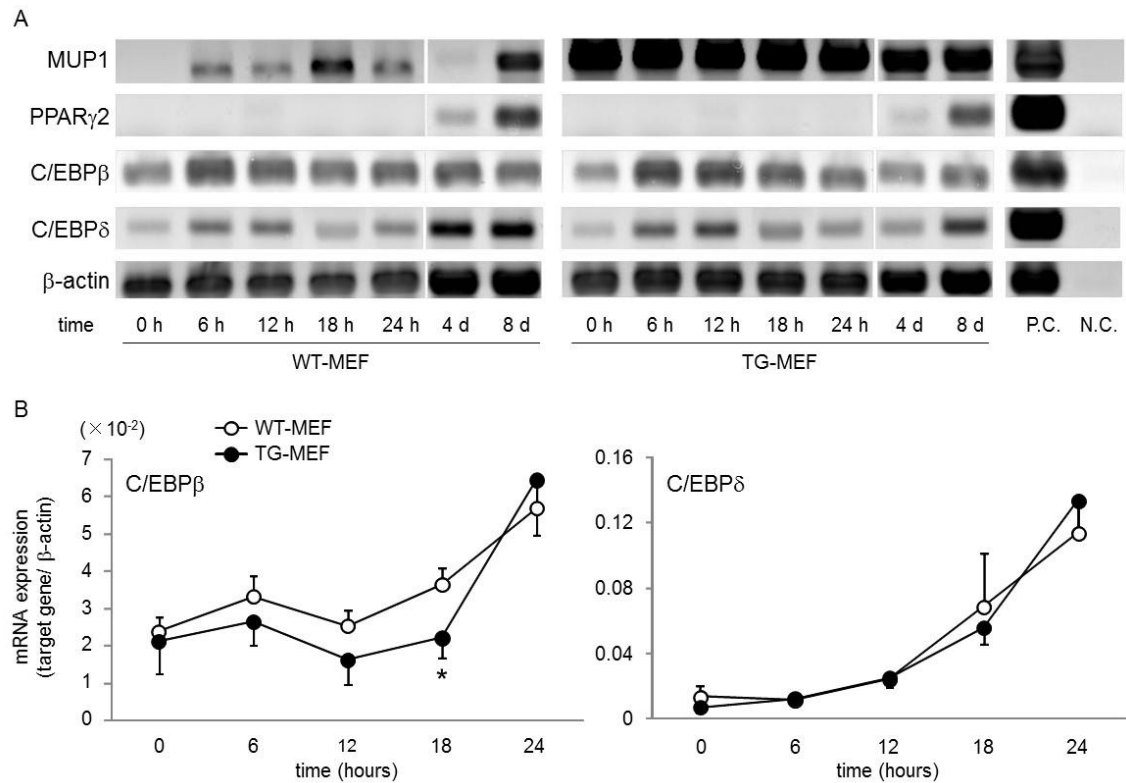 A
MUP1
PPARγ2
C/EBPβ
C/EBPδ
β-actin
time 0 h 6 h 12 h 18 h 24 h 4 d 8 d 0 h 6 h 12 h 18 h 24 h 4 d 8 d P.C. N.C.
WT-MEF TG-MEF
B
(×10-2)
WT-MEF
TG-MEF
mRNA expression
(target gene/ β-actin)
C/EBPβ
7
6
5
4
3
2
1
0
*
0 6 12 18 24
time (hours)
C/EBPδ
0.16
0.12
0.08
0.04
0
0 6 12 18 24
time (hours)